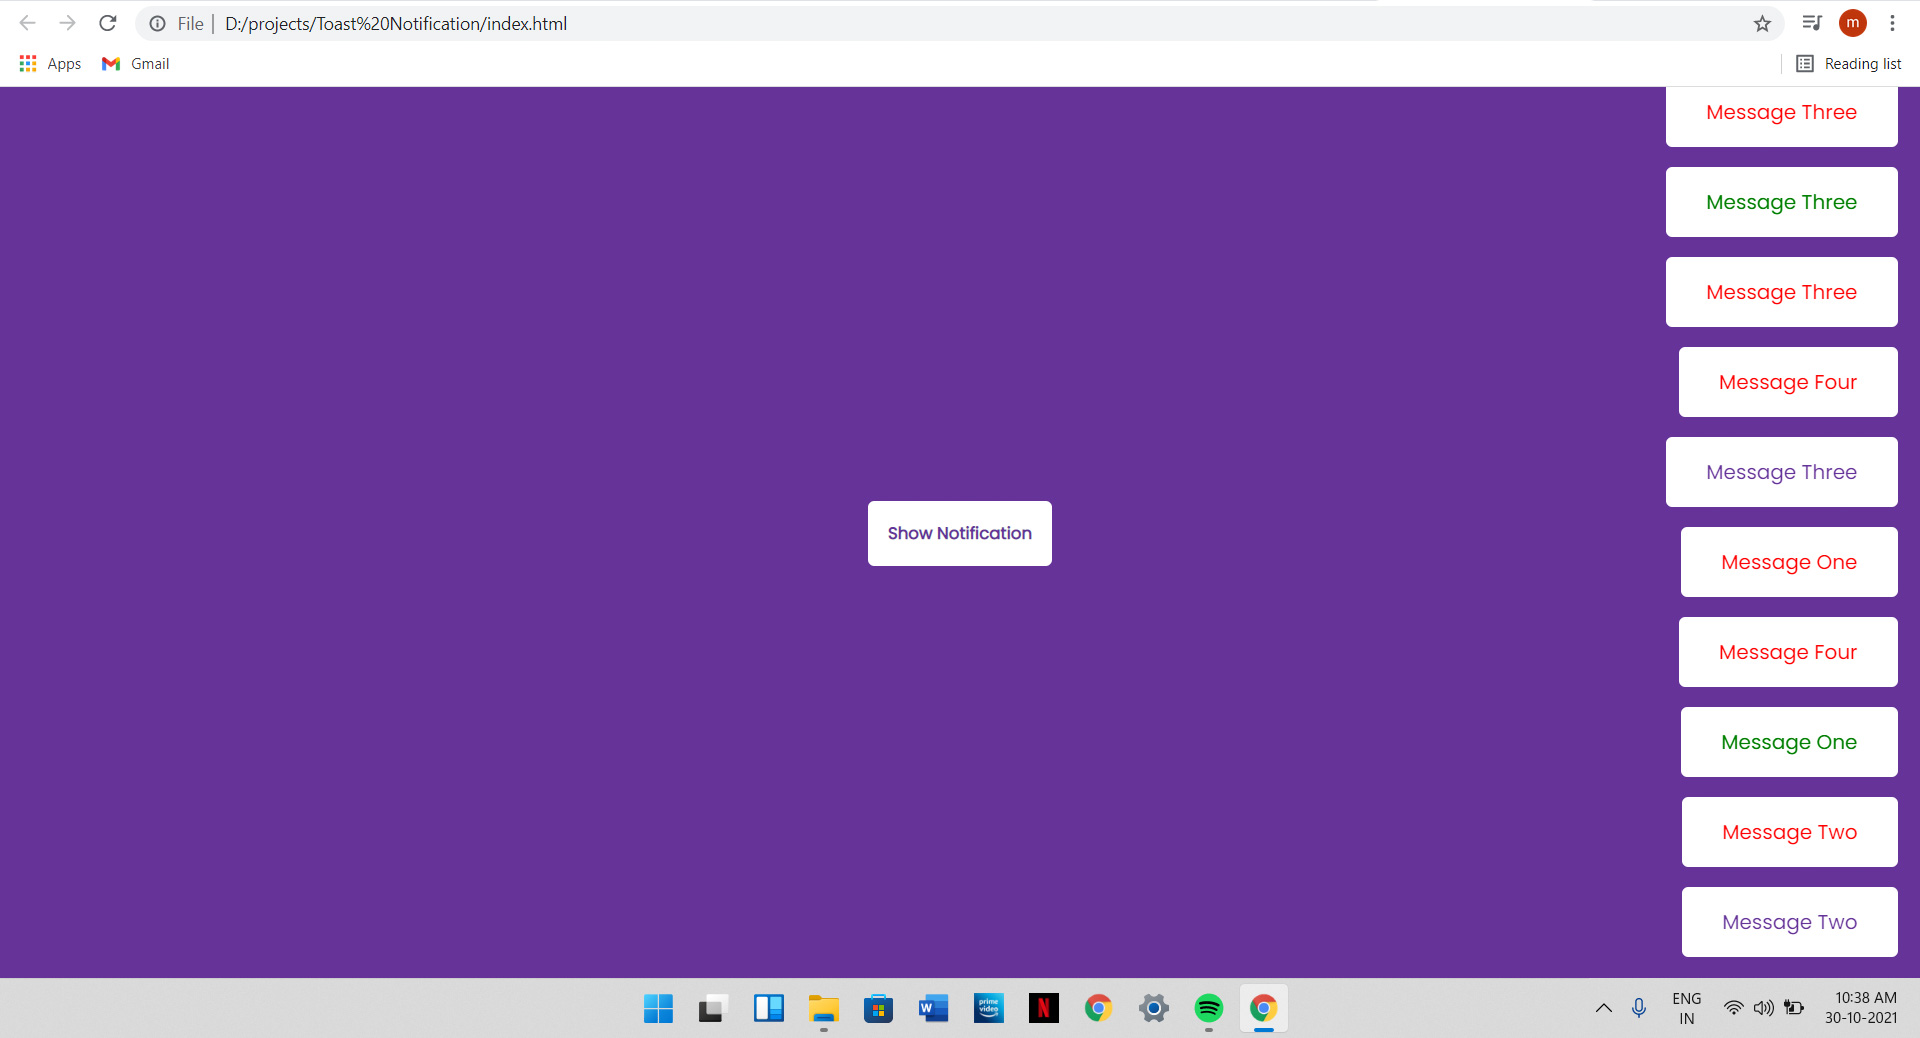 File | D:/projects/Toast%20Notification/index.html
m
Apps
Gmail
Reading list
Message Three
Message Three
Message Three
Message Four
Message Three
Show Notification
Message One
Message Four
Message One
Message Two
Message Two
W
prime
video
N
ENG
IN
10:38 AM
30-10-2021